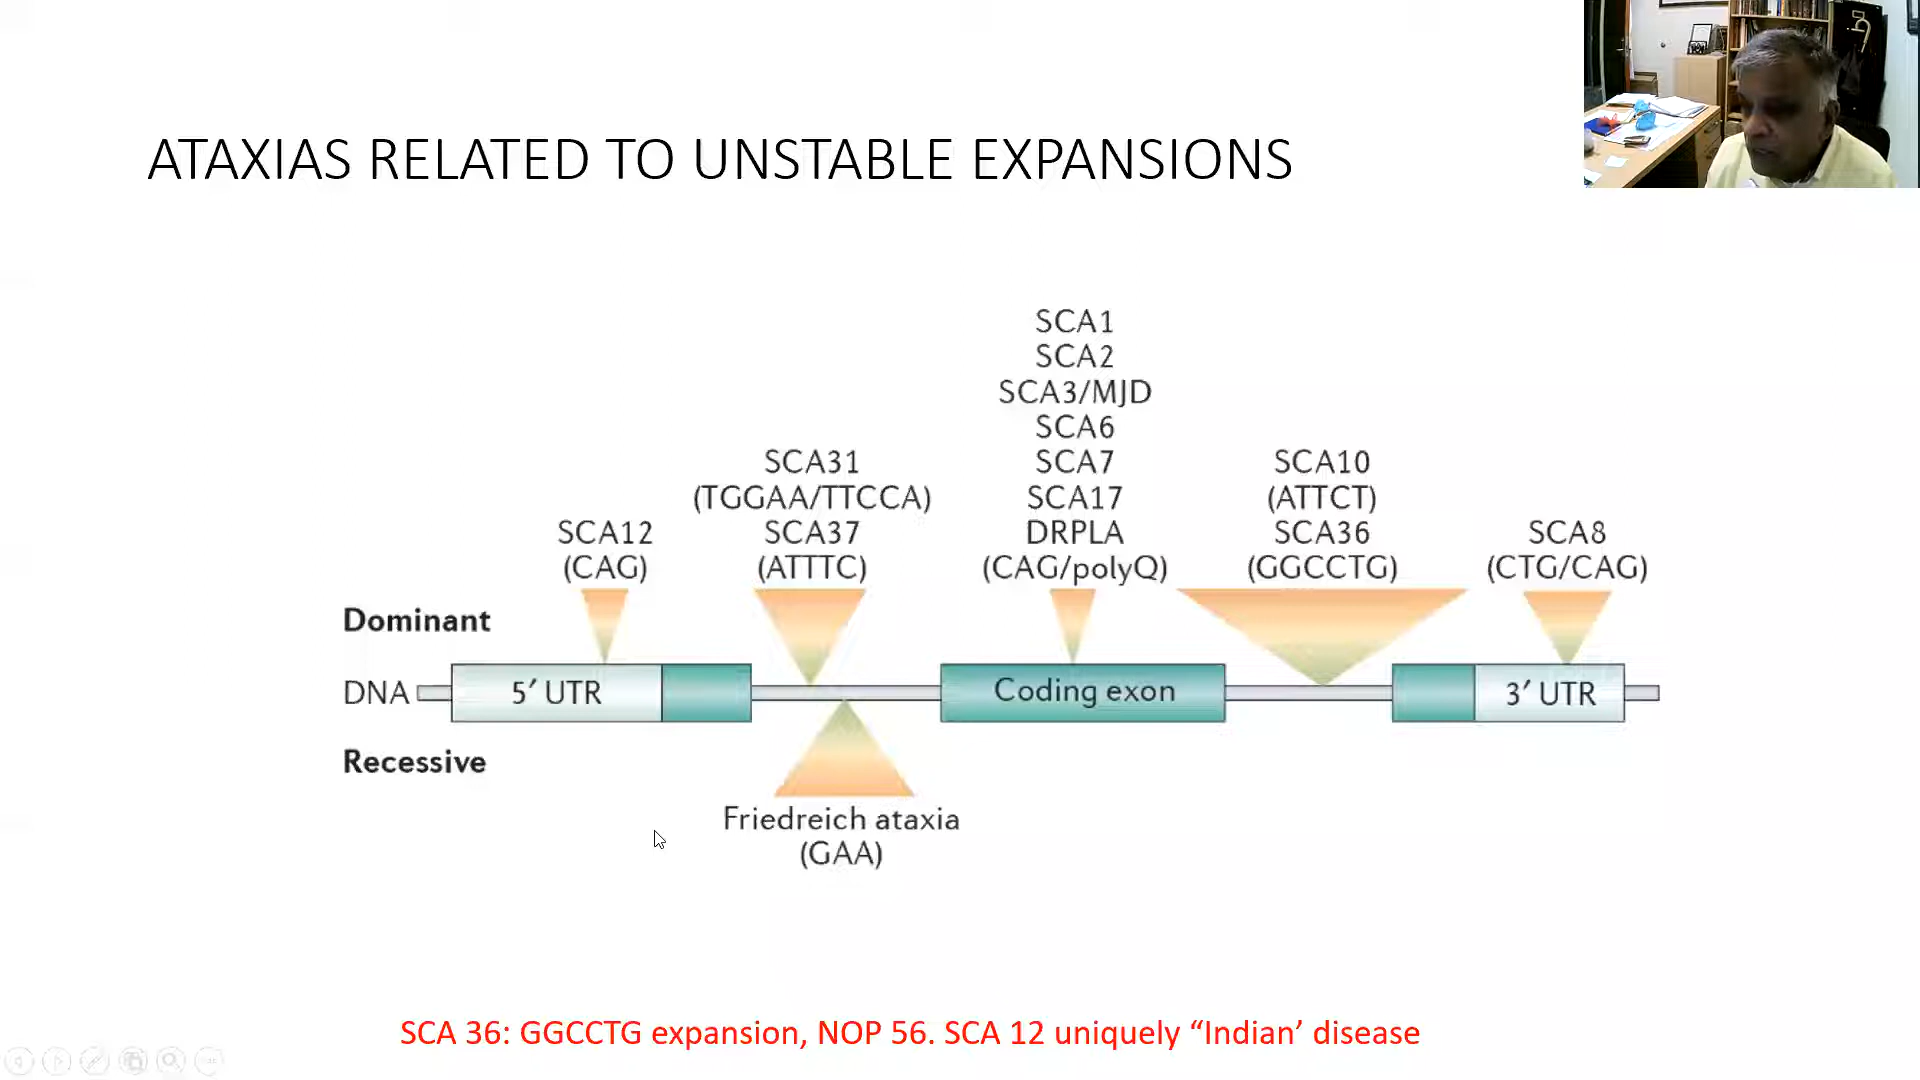 ATAXIAS RELATED TO UNSTABLE EXPANSIONS
SCA1
SCA2
SCA3/MJD
SCA6
SCA7
SCA17
DRPLA
(CAG/polyQ)
SCA31
(TGGAA/TTCCA)
SCA37
(ATTTC)
SCA10
(ATTCT)
SCA36
(GGCCTG)
SCA12
(CAG)
SCA8
(CTG/CAG)
Dominant
DNA
5′ UTR
Coding exon
3′ UTR
Recessive
Friedreich ataxia
(GAA)
SCA 36: GGCCTG expansion, NOP 56. SCA 12 uniquely “Indian’ disease